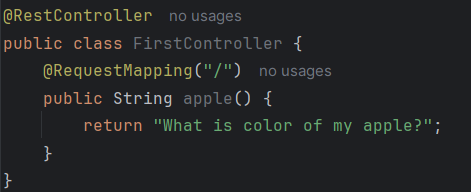 @RestController no usages
public class FirstController {
    @RequestMapping("/") no usages
    public String apple() {
        return "What is color of my apple?";
    }
}